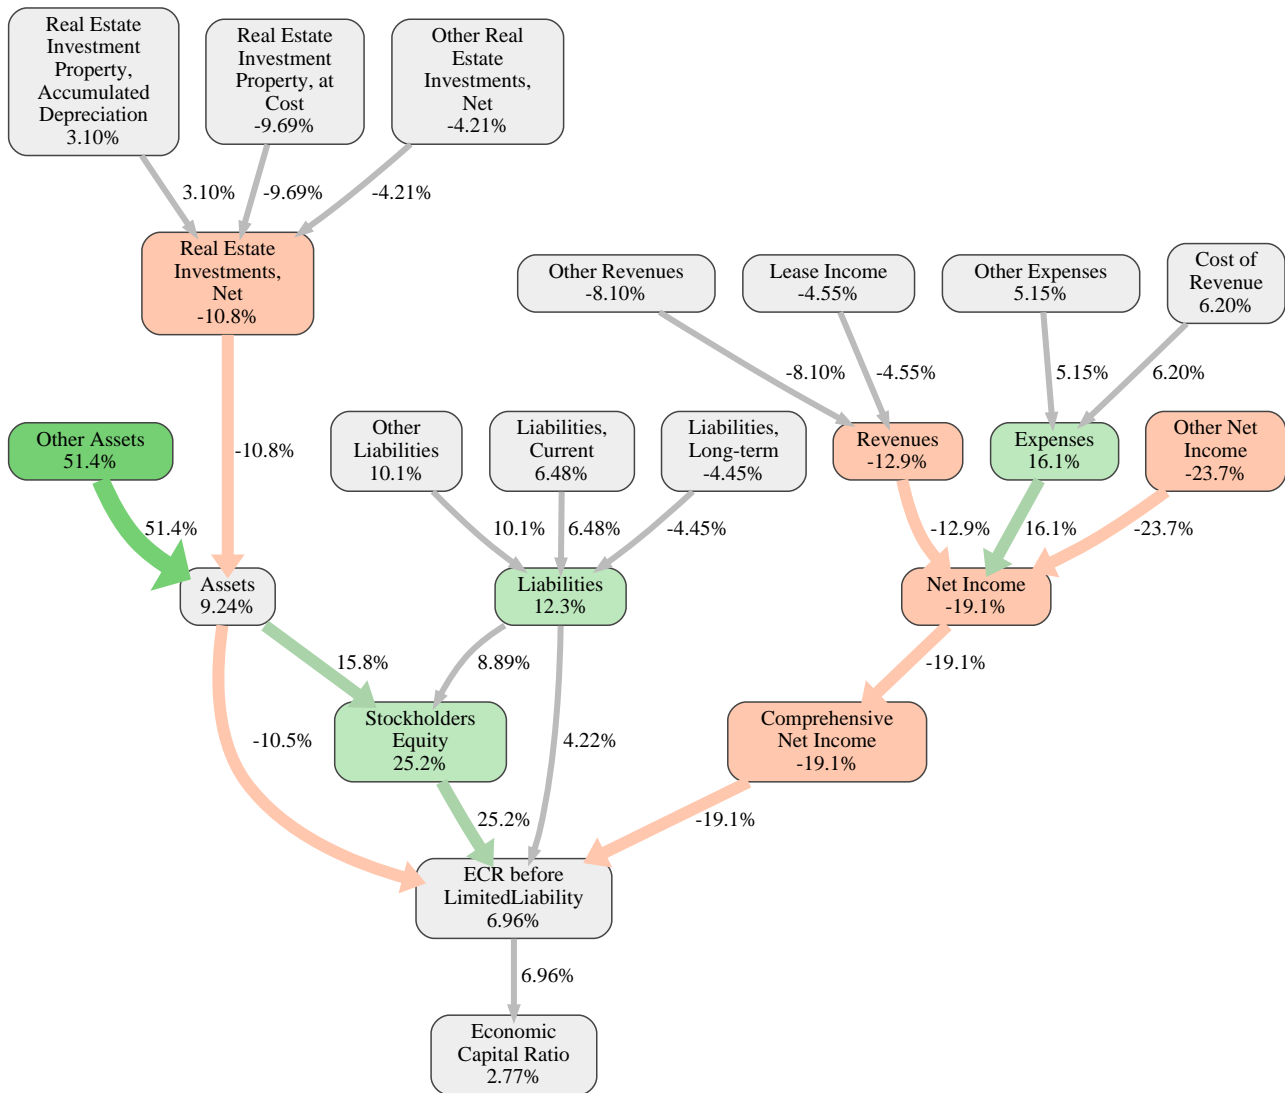 Real Estate
Investment
Property,
Accumulated
Depreciation
3.10%
Real Estate
Investment
Property, at
Cost
-9.69%
Other Real
Estate
Investments,
Net
-4.21%
3.10%
-9.69%
-4.21%
Real Estate
Investments,
Net
-10.8%
Other Revenues
-8.10%
Lease Income
-4.55%
Other Expenses
5.15%
Cost of
Revenue
6.20%
-8.10%
-4.55%
5.15%
6.20%
Other Assets
51.4%
-10.8%
Other
Liabilities
10.1%
Liabilities,
Current
6.48%
Liabilities,
Long-term
-4.45%
Revenues
-12.9%
Expenses
16.1%
Other Net
Income
-23.7%
51.4%
10.1%
6.48%
-4.45%
-12.9%
16.1%
-23.7%
Assets
9.24%
Liabilities
12.3%
Net Income
-19.1%
15.8%
8.89%
-19.1%
Stockholders
Equity
25.2%
Comprehensive
Net Income
-19.1%
-10.5%
4.22%
25.2%
-19.1%
ECR before
LimitedLiability
6.96%
6.96%
Economic
Capital Ratio
2.77%